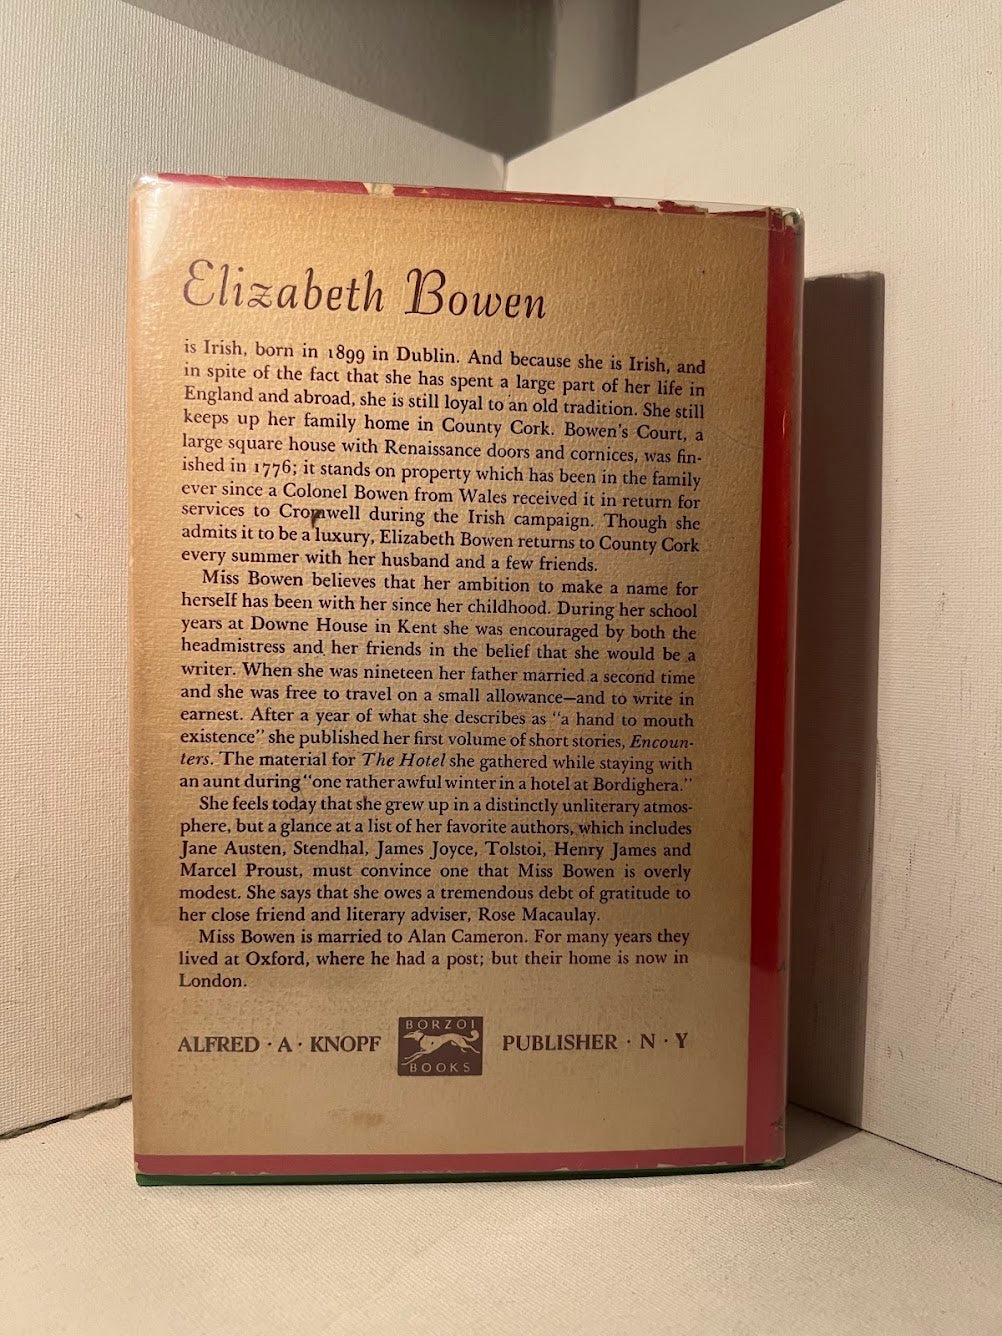 Elizabeth Bowen
is Irish, born in 1899 in Dublin. And because she is Irish, and
in spite of the fact that she has spent a large part of her life in
England and abroad, she is still loyal to an old tradition. She still
keeps up her family home in County Cork. Bowen's Court, a
large square house with Renaissance doors and cornices, was fin-
ished in 1776; it stands on property which has been in the family
ever since a Colonel Bowen from Wales received it in return for
services to Cromwell during the Irish campaign. Though she
admits it to be a luxury, Elizabeth Bowen returns to County Cork
every summer with her husband and a few friends.
Miss Bowen believes that her ambition to make a name for
herself has been with her since her childhood. During her school
years at Downe House in Kent she was encouraged by both the
headmistress and her friends in the belief that she would be a
writer. When she was nineteen her father married a second time
and she was free to travel on a small allowance—and to write in
earnest. After a year of what she describes as "a hand to mouth
existence" she published her first volume of short stories, Encoun-
ters. The material for The Hotel she gathered while staying with
an aunt during "one rather awful winter in a hotel at Bordighera."
She feels today that she grew up in a distinctly unliterary atmos-
phere, but a glance at a list of her favorite authors, which includes
Jane Austen, Stendhal, James Joyce, Tolstoi, Henry James and
Marcel Proust, must convince one that Miss Bowen is overly
modest. She says that she owes a tremendous debt of gratitude to
her close friend and literary adviser, Rose Macaulay.
Miss Bowen is married to Alan Cameron. For many years they
lived at Oxford, where he had a post; but their home is now in
London.
ALFRED · A · KNOPF BORZOI BOOKS PUBLISHER · N · Y